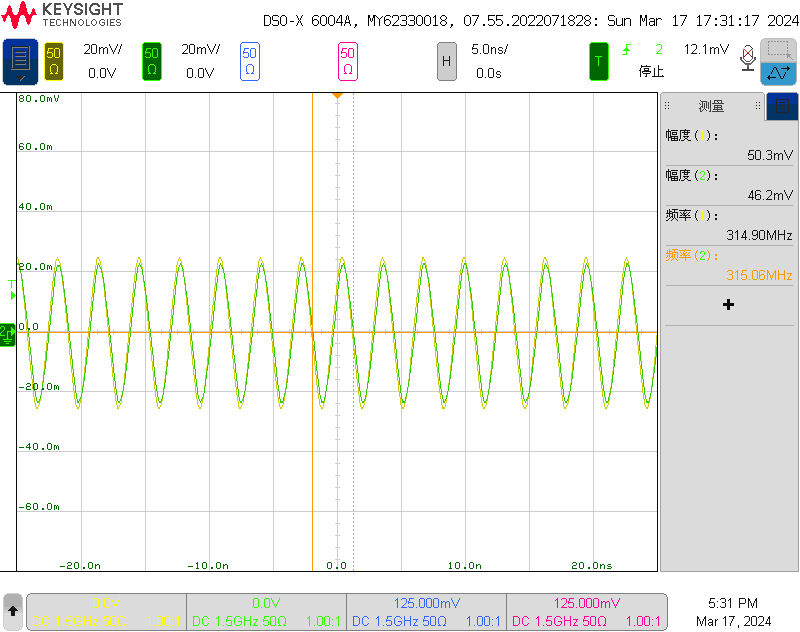 KEYSIGHT
TECHNOLOGIES
DSO-X 6004A, MY62330018, 07.55.2022071828: Sun Mar 17 17:31:17 2024
50Ω 20mV/ 50Ω 20mV/ 50Ω 50Ω H 5.0ns/ T 2 12.1mV
0.0V 0.0V 0.0s 停止
80.0mV
60.0m
40.0m
20.0m
T
2 0.0
-20.0m
-40.0m
-60.0m
-20.0n -10.0n 0.0 10.0n 20.0ns
测量
幅度(1):
50.3mV
幅度(2):
46.2mV
频率(1):
314.90MHz
频率(2):
315.06MHz
0.0V 0.0V 125.000mV 125.000mV
DC 1.5GHz 50Ω 1.00:1 DC 1.5GHz 50Ω 1.00:1 DC 1.5GHz 50Ω 1.00:1 DC 1.5GHz 50Ω 1.00:1
5:31 PM
Mar 17, 2024